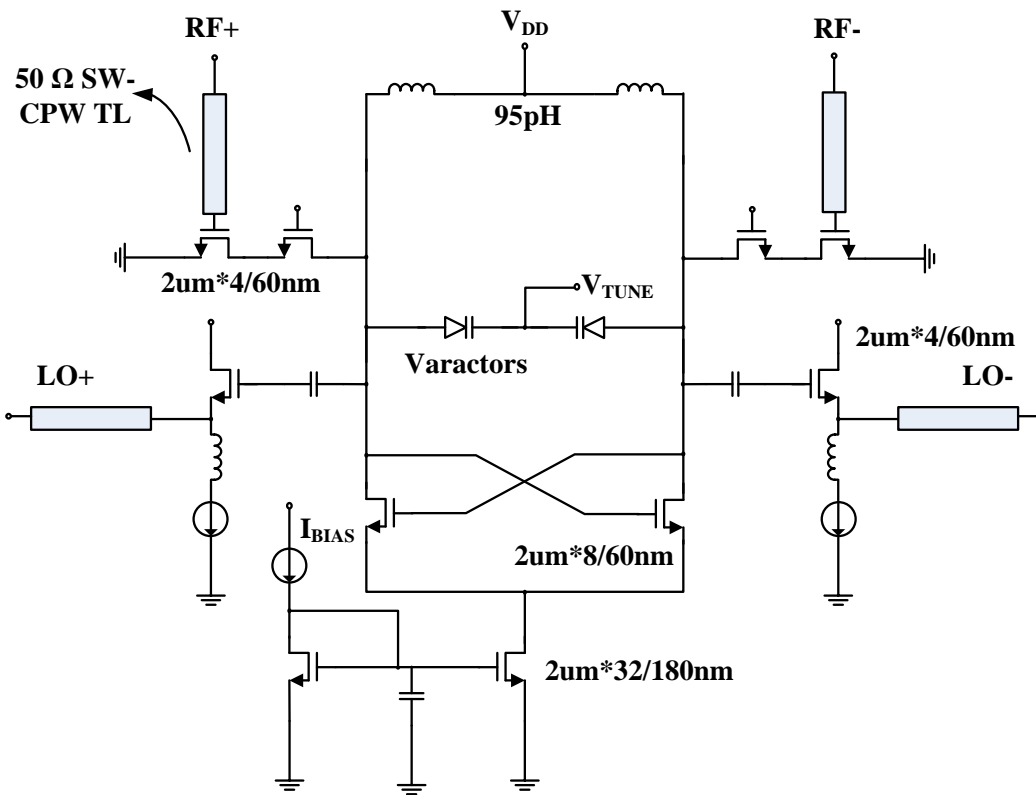 RF+
V_DD
RF-
50 Ω SW-
CPW TL
95pH
2um*4/60nm
V_TUNE
Varactors
2um*4/60nm
LO+
LO-
I_BIAS
2um*8/60nm
2um*32/180nm